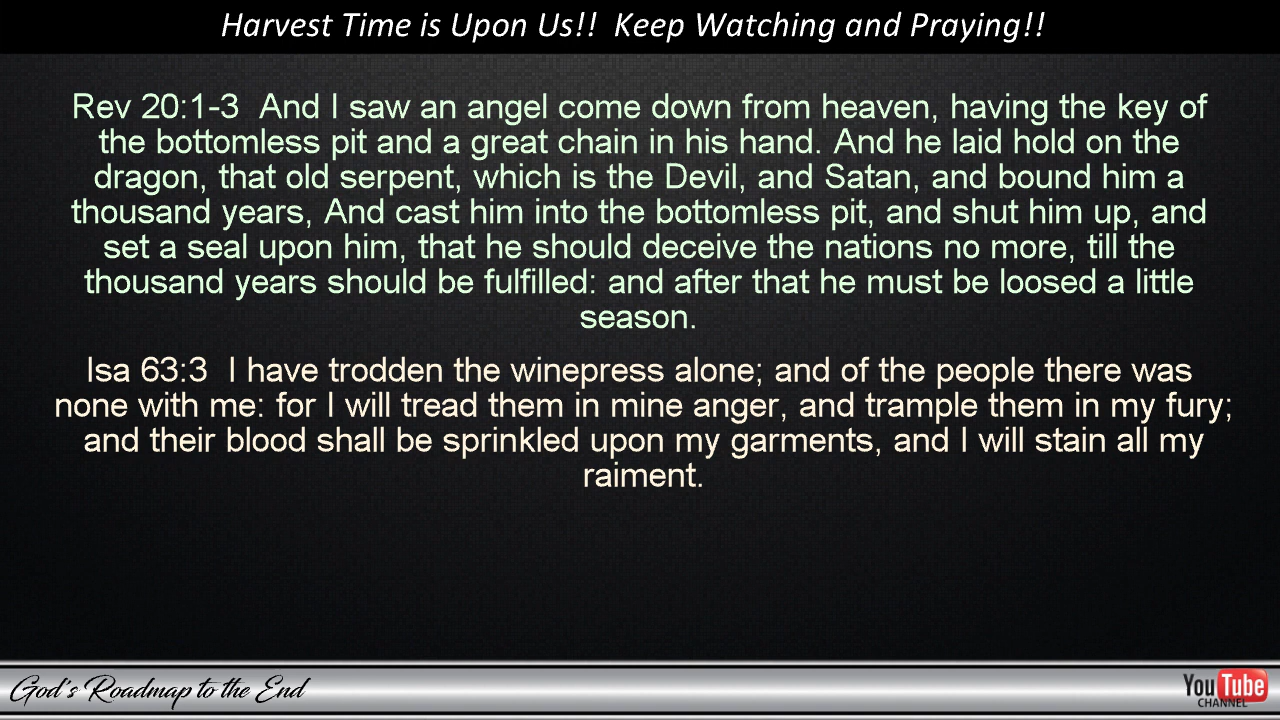 Harvest Time is Upon Us!!  Keep Watching and Praying!!
Rev 20:1-3  And I saw an angel come down from heaven, having the key of
the bottomless pit and a great chain in his hand. And he laid hold on the
dragon, that old serpent, which is the Devil, and Satan, and bound him a
thousand years, And cast him into the bottomless pit, and shut him up, and
set a seal upon him, that he should deceive the nations no more, till the
thousand years should be fulfilled: and after that he must be loosed a little
season.
Isa 63:3  I have trodden the winepress alone; and of the people there was
none with me: for I will tread them in mine anger, and trample them in my fury;
and their blood shall be sprinkled upon my garments, and I will stain all my
raiment.
God's Roadmap to the End
YouTube
CHANNEL